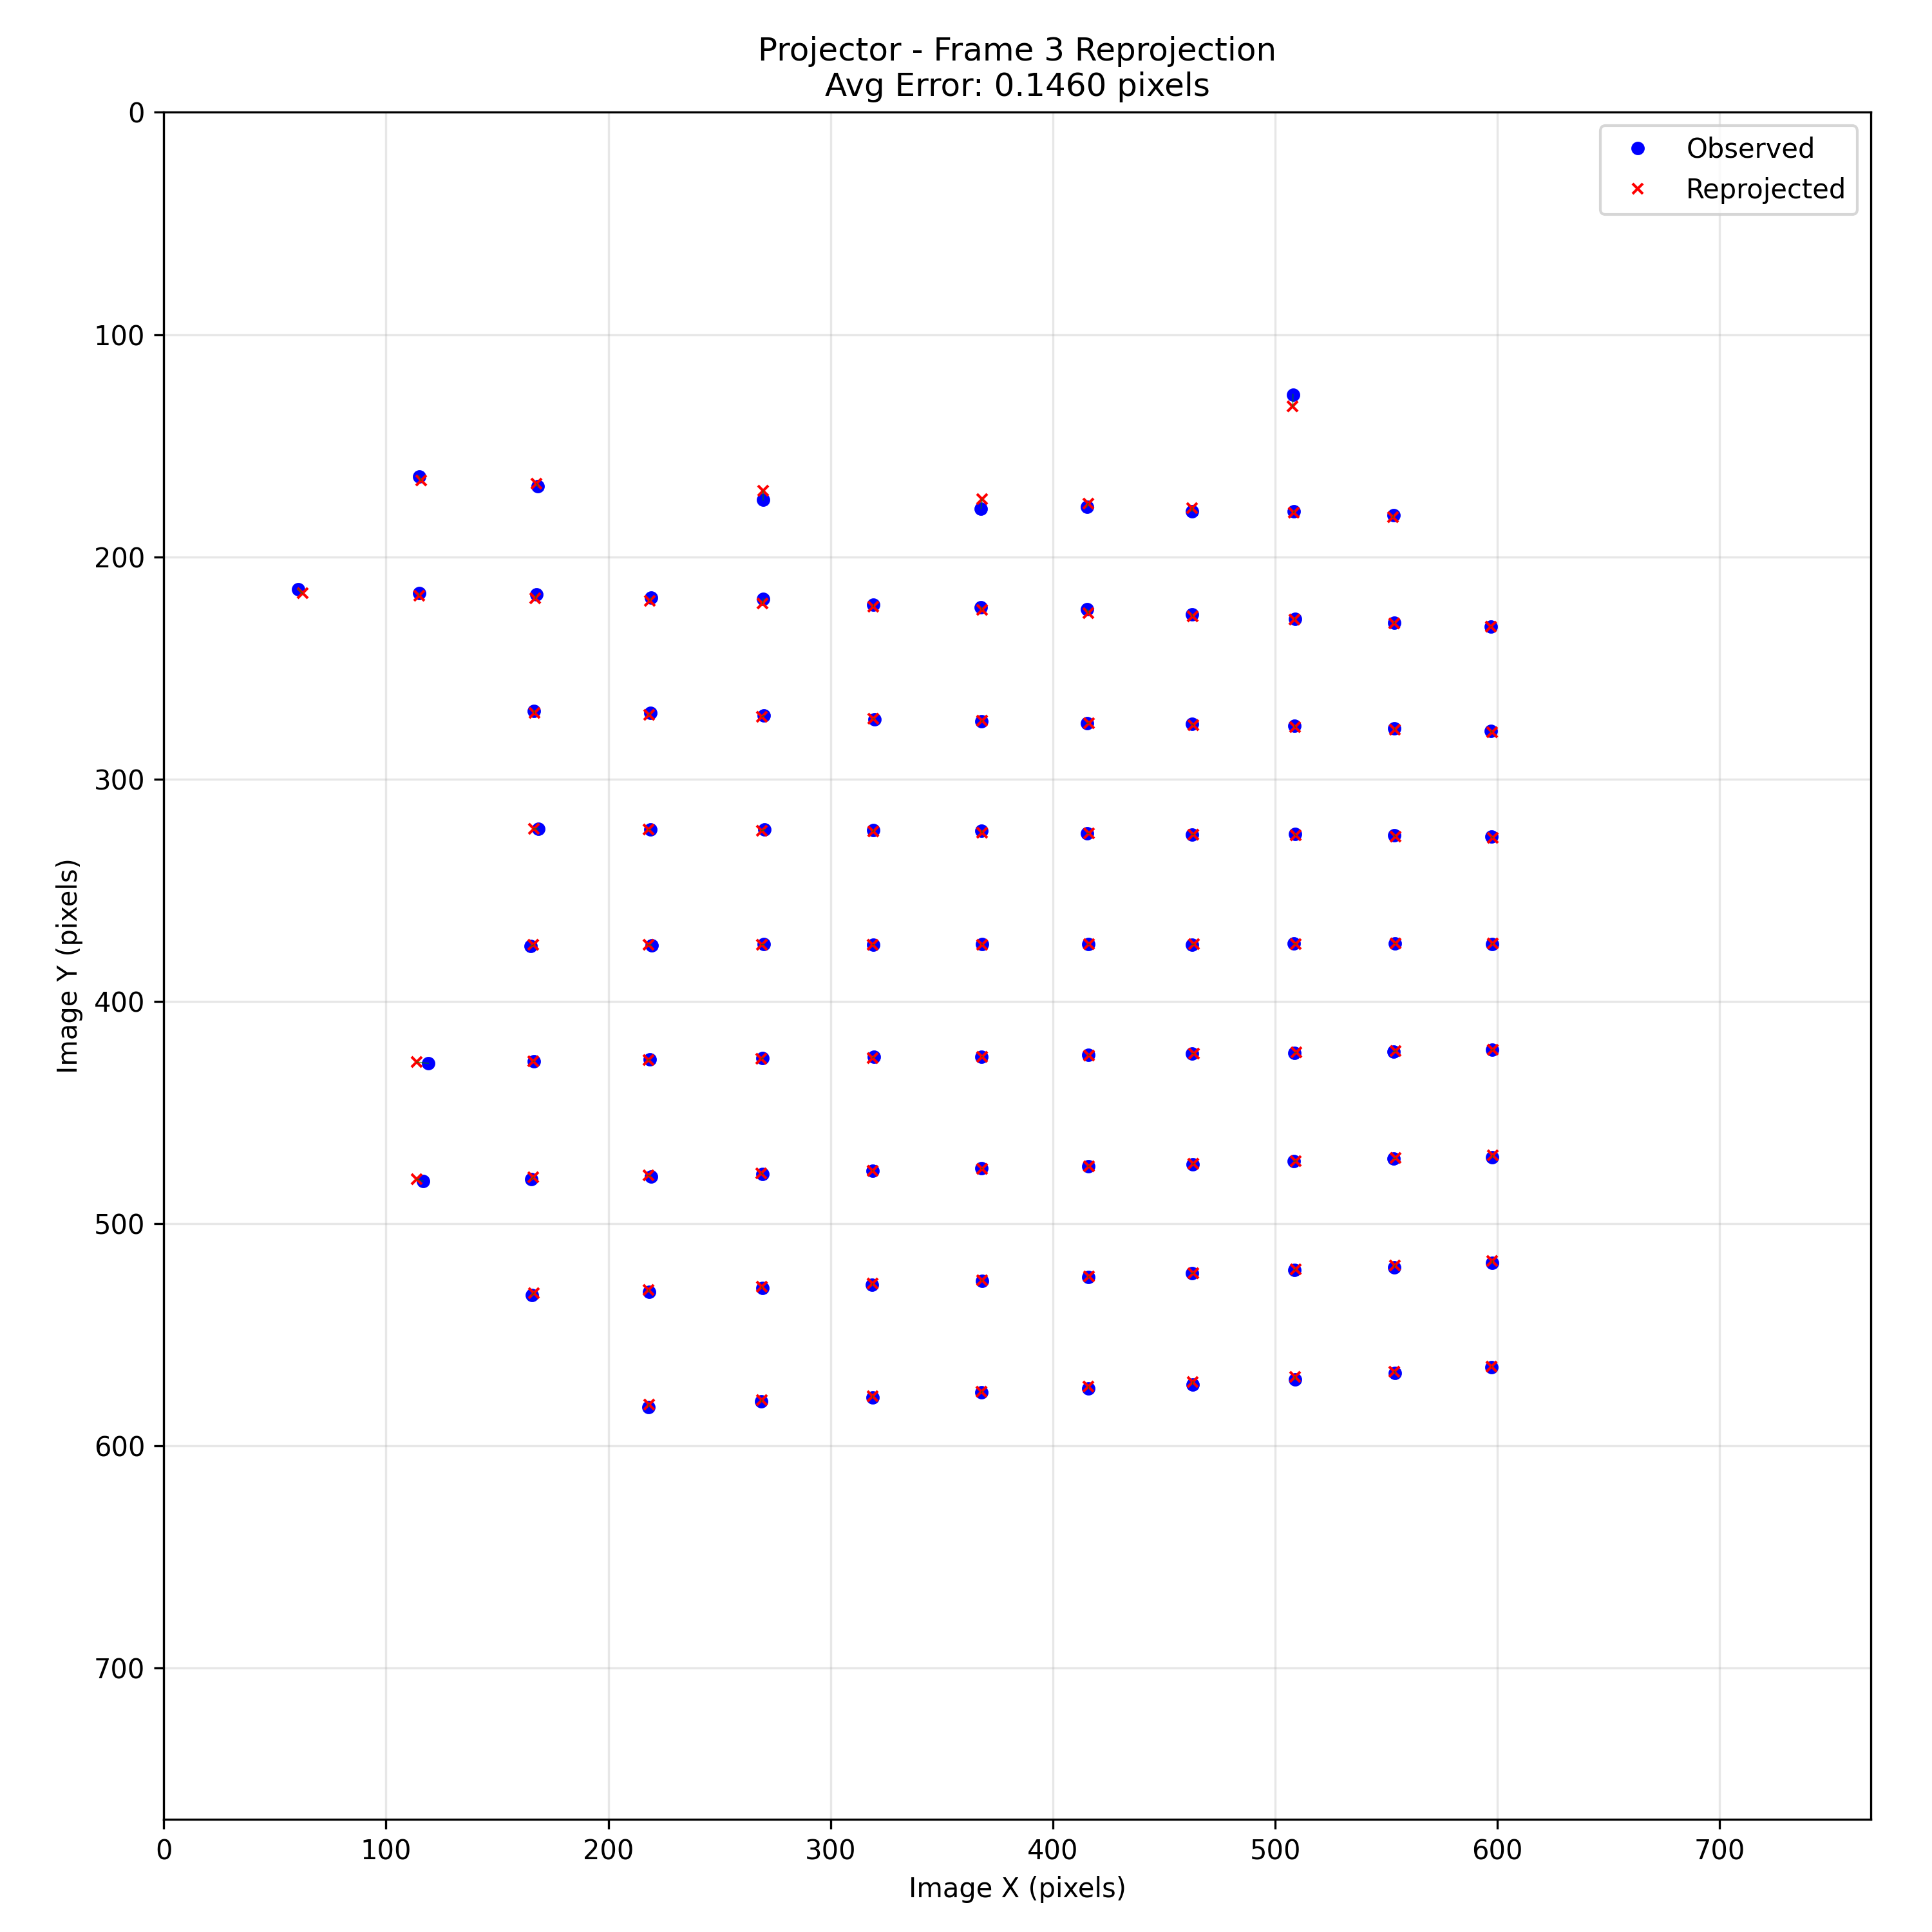 Projector - Frame 3 Reprojection
Avg Error: 0.1460 pixels
Observed
Reprojected
0
100
200
300
400
500
600
700
Image Y (pixels)
0 100 200 300 400 500 600 700
Image X (pixels)